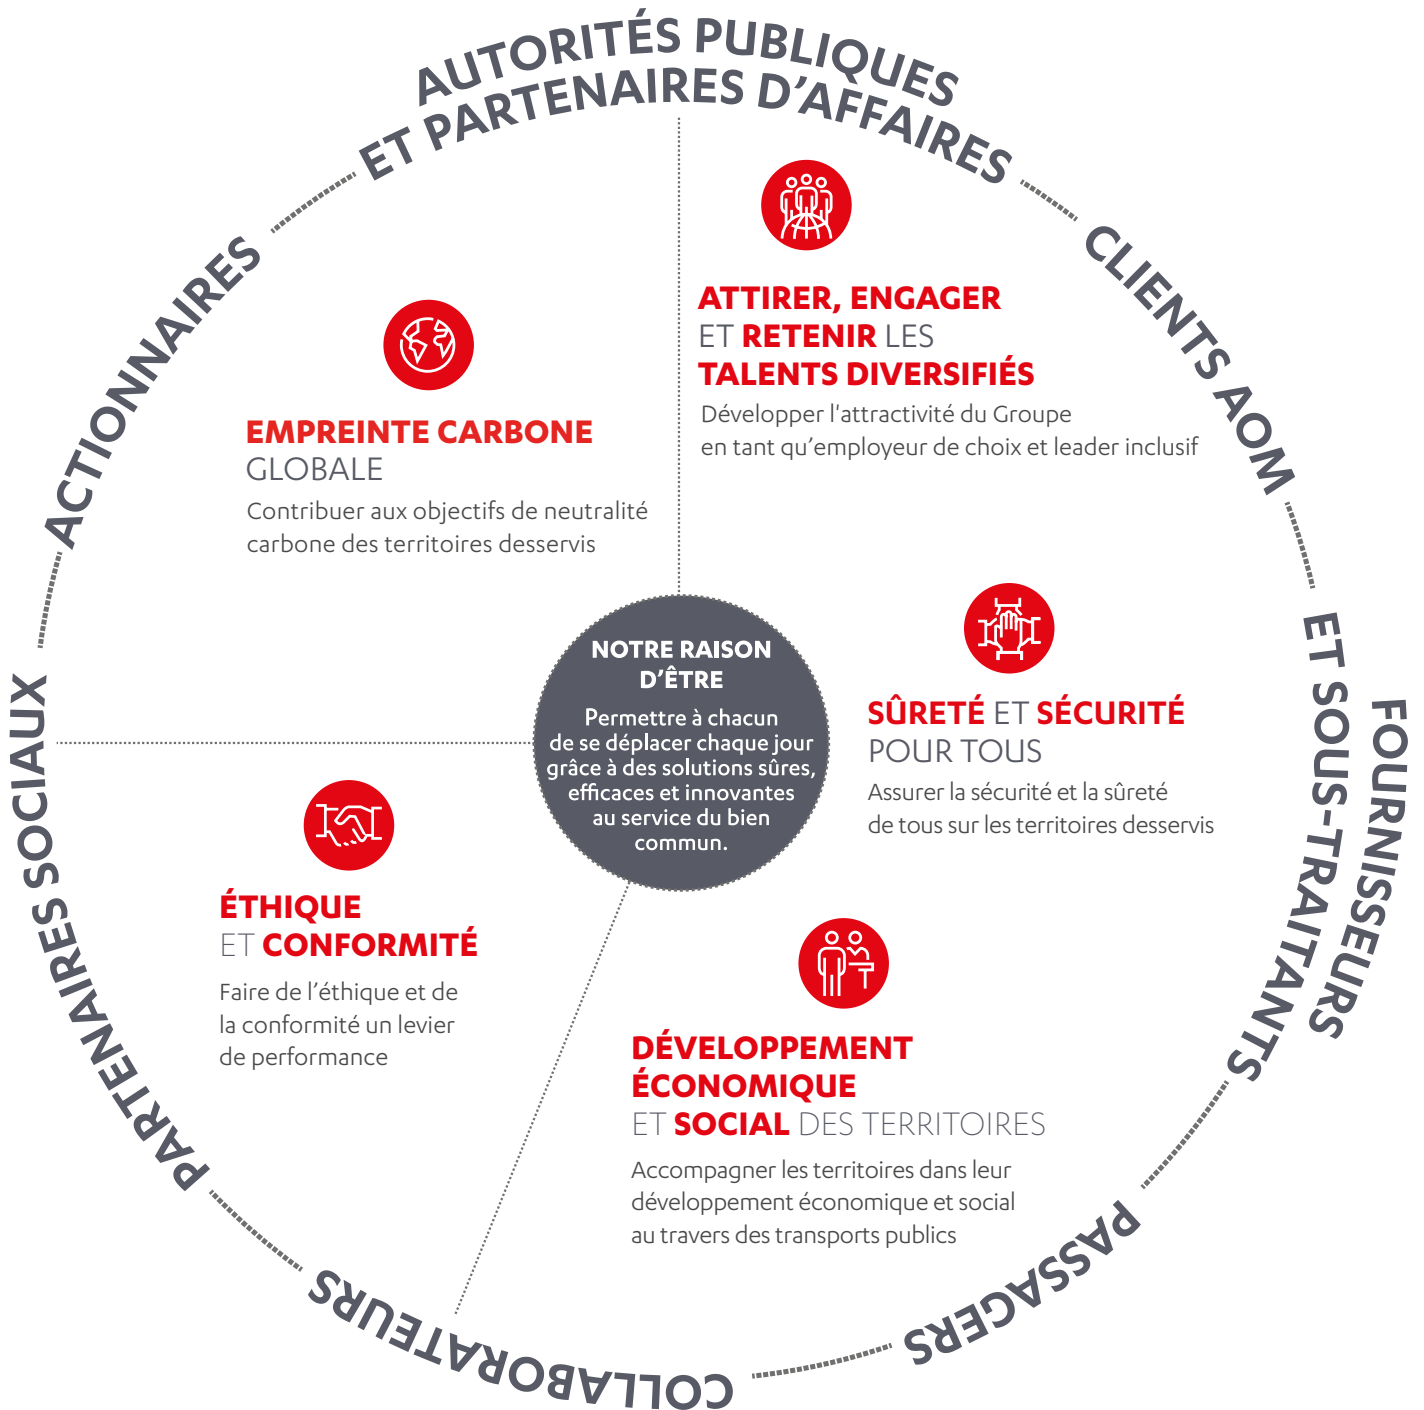 AUTORITÉS PUBLIQUES
ET PARTENAIRES D'AFFAIRES
CLIENTS AOM
FOURNISSEURS
ET SOUS-TRAITANTS
PASSAGERS
COLLABORATEURS
PARTENAIRES SOCIAUX
ACTIONNAIRES
ATTIRER, ENGAGER
ET RETENIR LES
TALENTS DIVERSIFIÉS
Développer l'attractivité du Groupe
en tant qu'employeur de choix et leader inclusif
EMPREINTE CARBONE
GLOBALE
Contribuer aux objectifs de neutralité
carbone des territoires desservis
NOTRE RAISON
D'ÊTRE
Permettre à chacun
de se déplacer chaque jour
grâce à des solutions sûres,
efficaces et innovantes
au service du bien
commun.
SÛRETÉ ET SÉCURITÉ
POUR TOUS
Assurer la sécurité et la sûreté
de tous sur les territoires desservis
ÉTHIQUE
ET CONFORMITÉ
Faire de l'éthique et de
la conformité un levier
de performance
DÉVELOPPEMENT
ÉCONOMIQUE
ET SOCIAL DES TERRITOIRES
Accompagner les territoires dans leur
développement économique et social
au travers des transports publics